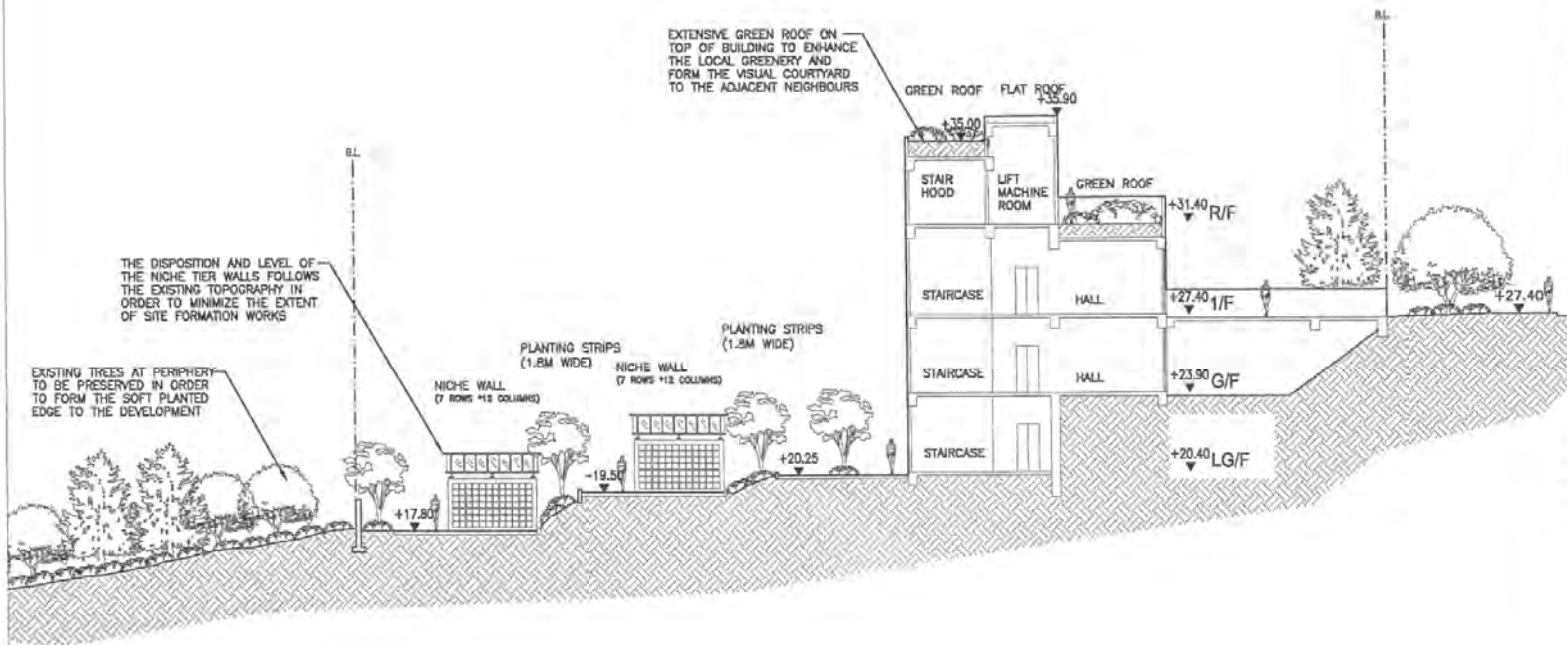 B.L.
EXTENSIVE GREEN ROOF ON
TOP OF BUILDING TO ENHANCE
THE LOCAL GREENERY AND
FORM THE VISUAL COURTYARD
TO THE ADJACENT NEIGHBOURS
GREEN ROOF
FLAT ROOF
+35.90
+35.00
B.L.
STAIR
HOOD
LIFT
MACHINE
ROOM
GREEN ROOF
+31.40 R/F
THE DISPOSITION AND LEVEL OF
THE NICHE TIER WALLS FOLLOWS
THE EXISTING TOPOGRAPHY IN
ORDER TO MINIMIZE THE EXTENT
OF SITE FORMATION WORKS
STAIRCASE
HALL
+27.40 1/F
+27.40
PLANTING STRIPS
(1.8M WIDE)
PLANTING STRIPS
(1.8M WIDE)
EXISTING TREES AT PERIPHERY
TO BE PRESERVED IN ORDER
TO FORM THE SOFT PLANTED
EDGE TO THE DEVELOPMENT
NICHE WALL
(7 ROWS *12 COLUMNS)
NICHE WALL
(7 ROWS *12 COLUMNS)
STAIRCASE
HALL
+23.90 G/F
STAIRCASE
+20.40 LG/F
+20.25
+19.50
+17.80